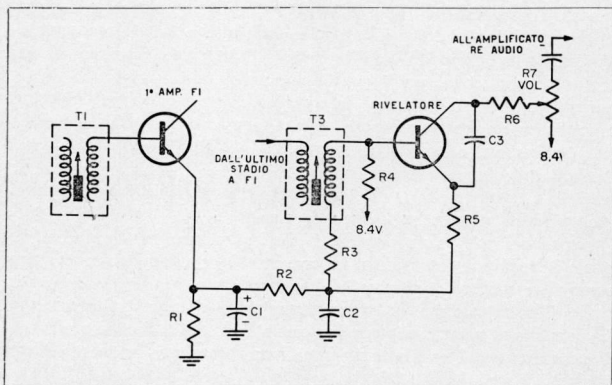 ALL'AMPLIFICATO
RE AUDIO
-
R7
VOL
1° AMP. FI
T1
T3
RIVELATORE
R6
C3
8.4V
DALL'ULTIMO
STADIO
A FI
R4
8.4V
R5
R3
R2
R1
+
C1
-
C2